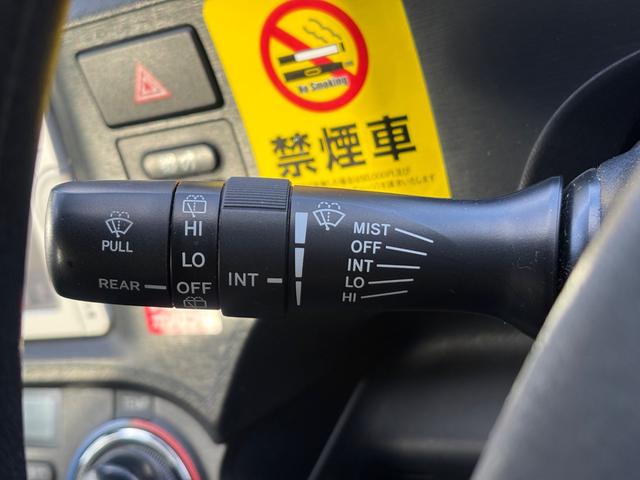 No Smoking
禁煙車
PULL
REAR
HI
LO
OFF
INT
MIST
OFF
INT
LO
HI